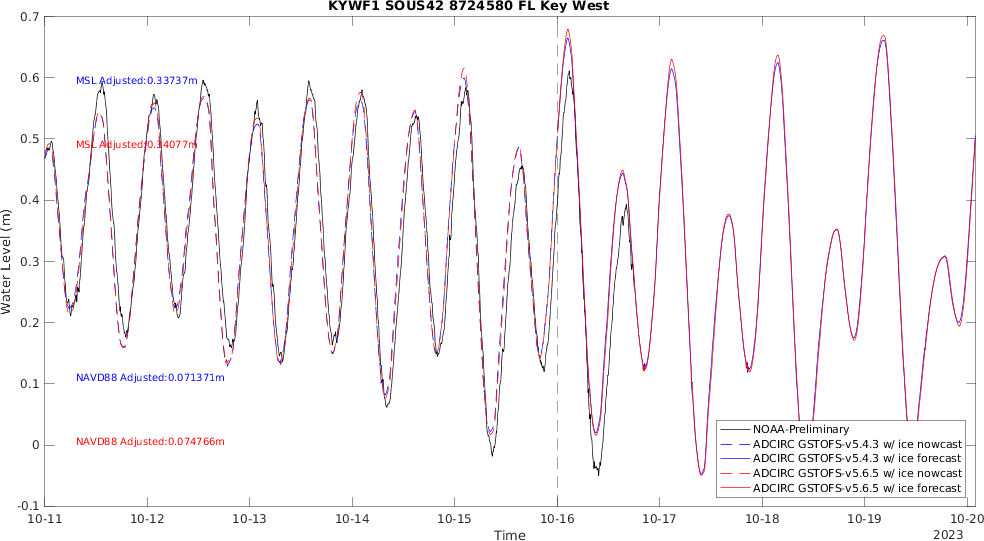 KYWF1 SOUS42 8724580 FL Key West
0.7
0.6
0.5
0.4
0.3
0.2
0.1
0
-0.1
Water Level (m)
MSL Adjusted:0.33737m
MSL Adjusted:0.34077m
NAVD88 Adjusted:0.071371m
NAVD88 Adjusted:0.074766m
NOAA-Preliminary
ADCIRC GSTOFS-v5.4.3 w/ ice nowcast
ADCIRC GSTOFS-v5.4.3 w/ ice forecast
ADCIRC GSTOFS-v5.6.5 w/ ice nowcast
ADCIRC GSTOFS-v5.6.5 w/ ice forecast
10-11 10-12 10-13 10-14 10-15 10-16 10-17 10-18 10-19 10-20
Time
2023